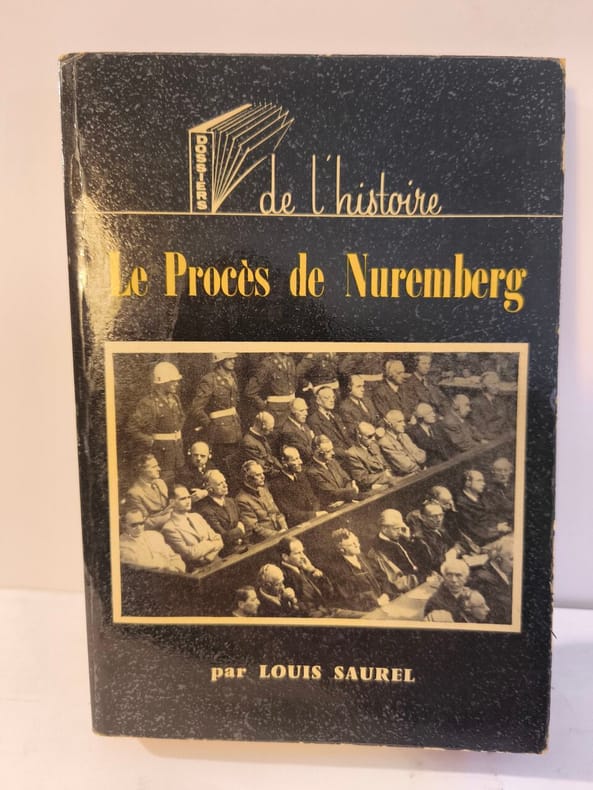 DOSSIERS
de l'histoire
Le Procès de Nuremberg
par LOUIS SAUREL